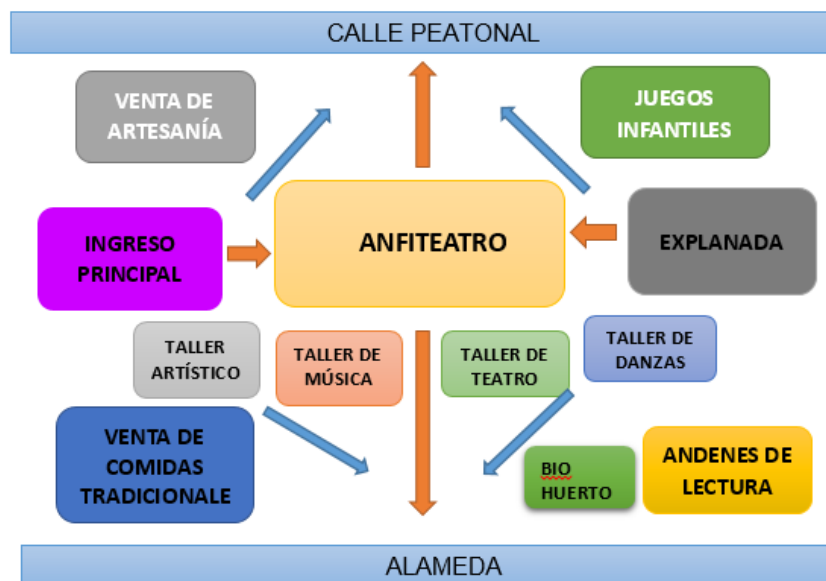 CALLE PEATONAL
VENTA DE
ARTESANÍA
JUEGOS
INFANTILES
INGRESO
PRINCIPAL
ANFITEATRO
EXPLANADA
TALLER
ARTÍSTICO
TALLER DE
MÚSICA
TALLER DE
TEATRO
TALLER DE
DANZAS
VENTA DE
COMIDAS
TRADICIONALE
BIO
HUERTO
ANDENES DE
LECTURA
ALAMEDA